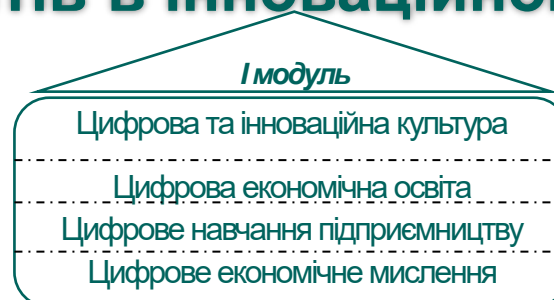 в
І модуль
Цифрова та інноваційна культура
Цифрова економічна освіта
Цифрове навчання підприємництву
Цифрове економічне мислення